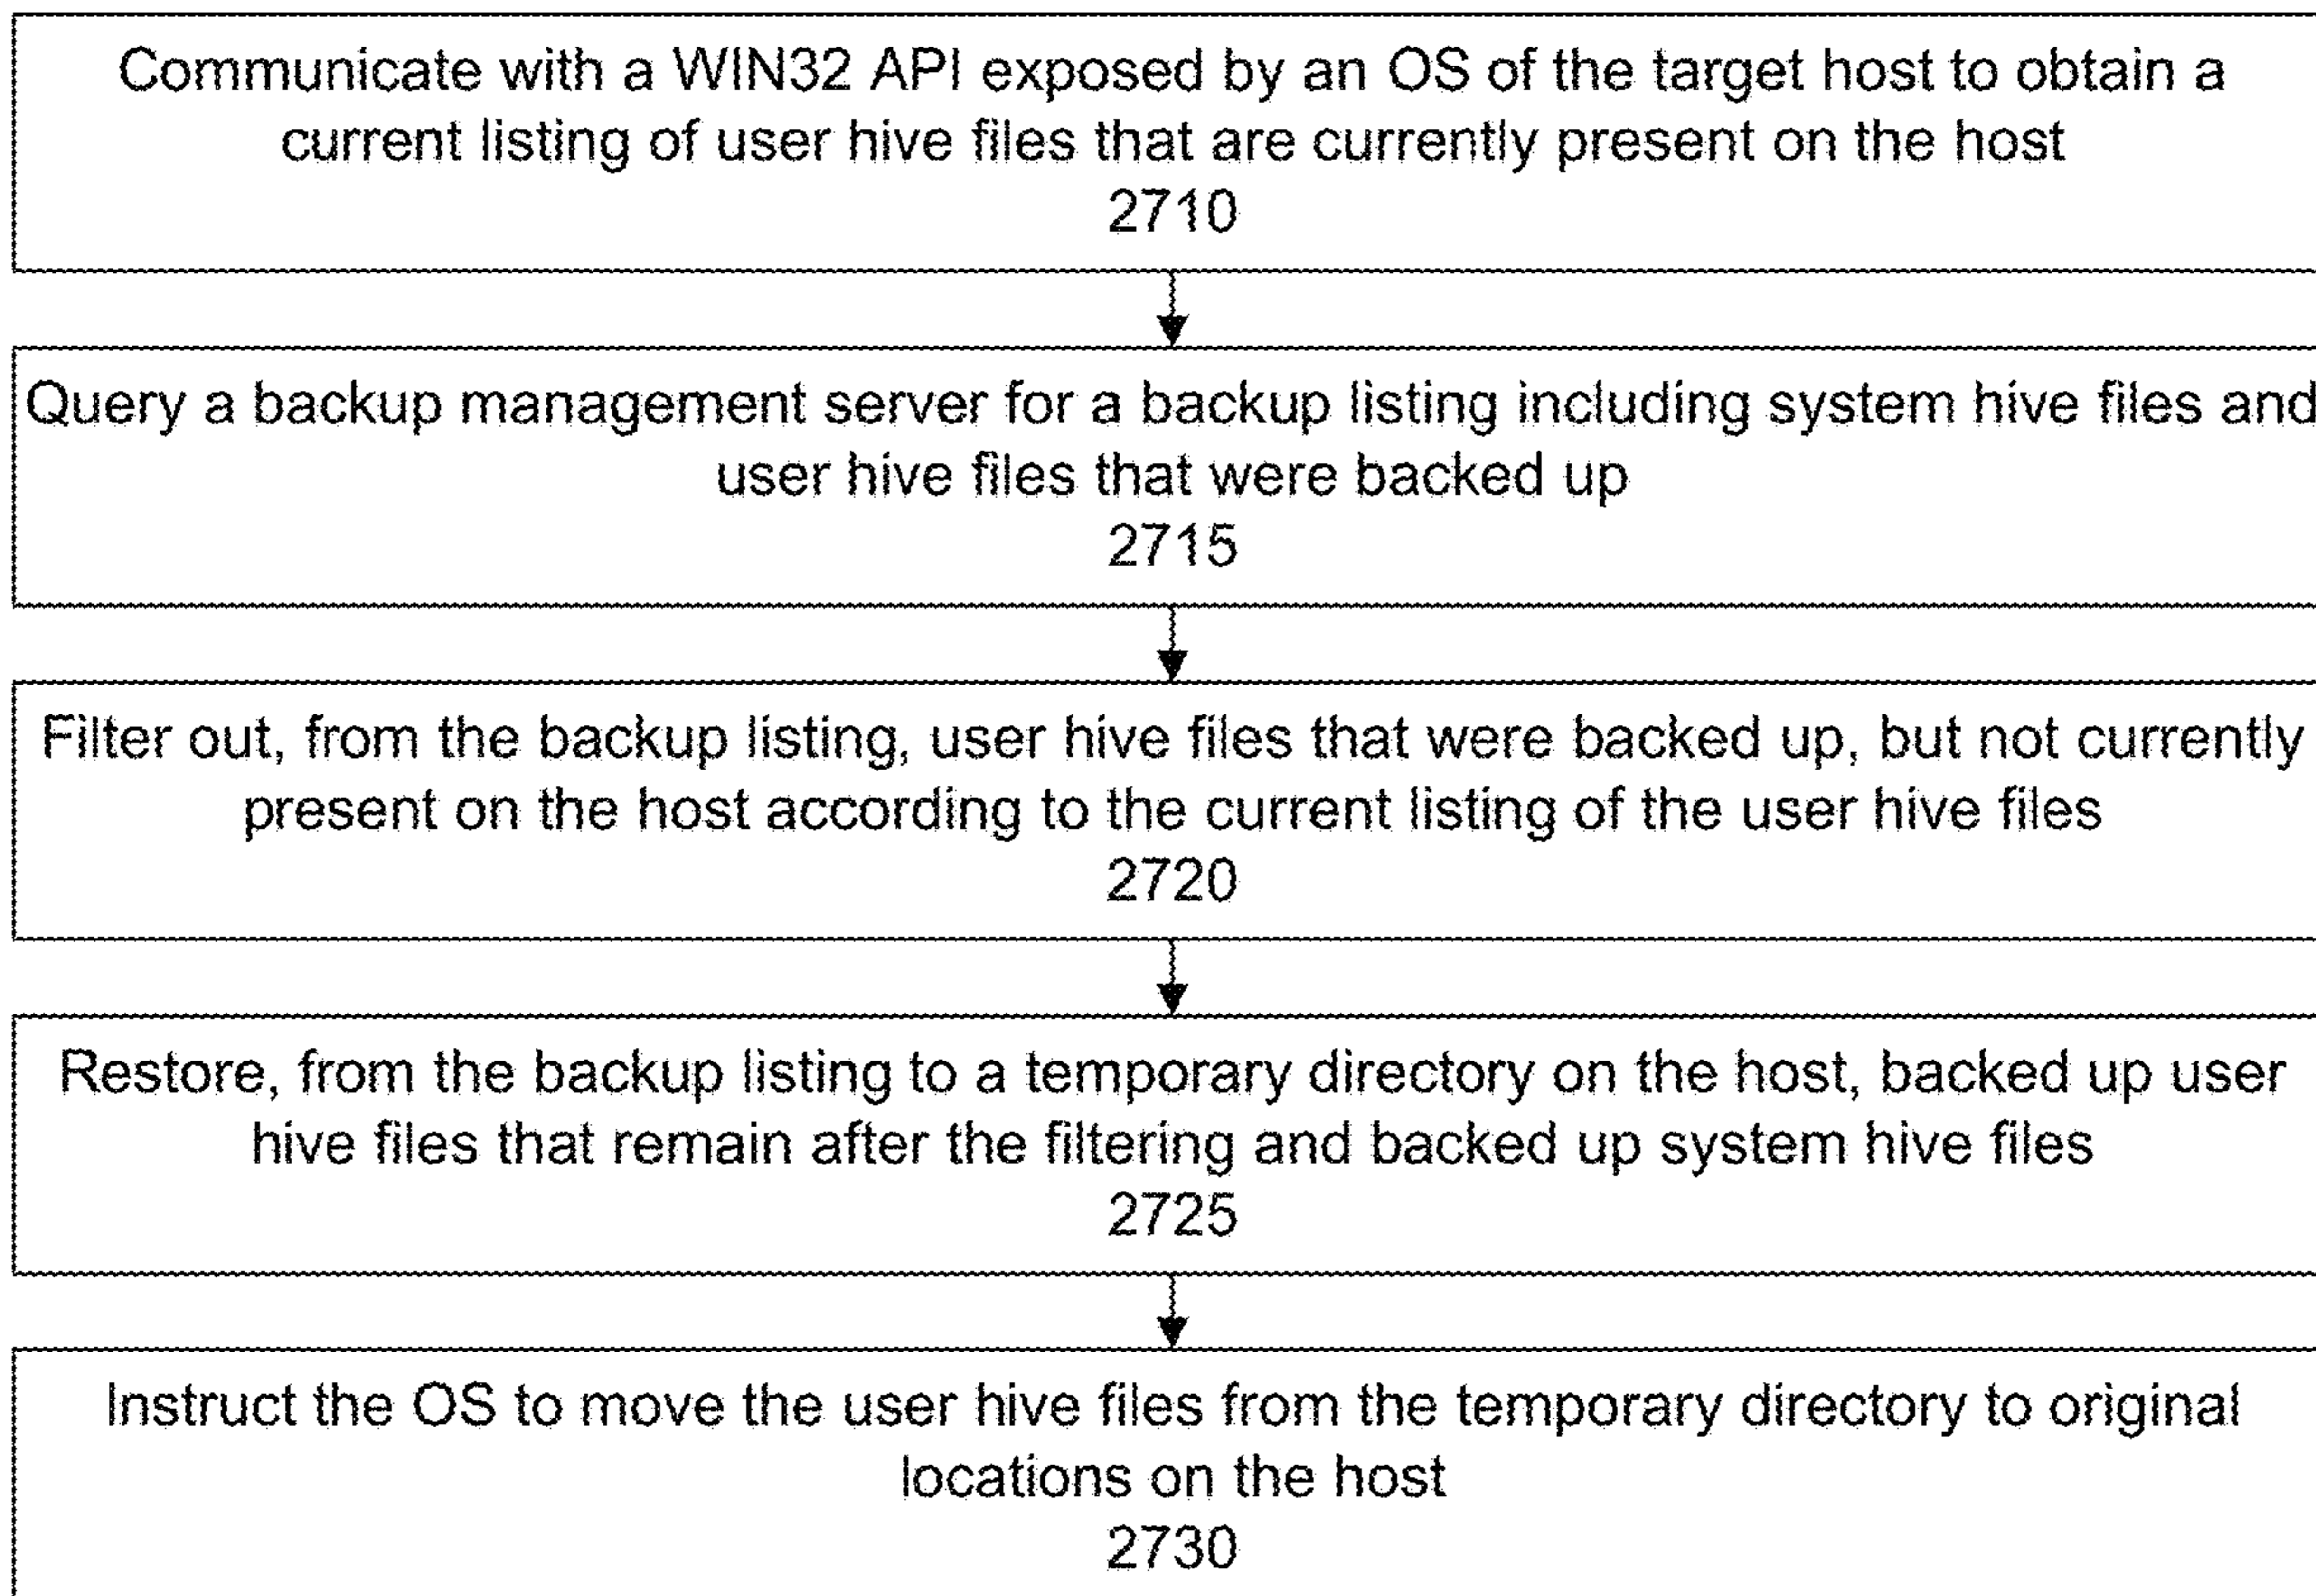 Communicate with a WIN32 API exposed by an OS of the target host to obtain a
current listing of user hive files that are currently present on the host
2710
Query a backup management server for a backup listing including system hive files and
user hive files that were backed up
2715
Filter out, from the backup listing, user hive files that were backed up, but not currently
present on the host according to the current listing of the user hive files
2720
Restore, from the backup listing to a temporary directory on the host, backed up user
hive files that remain after the filtering and backed up system hive files
2725
Instruct the OS to move the user hive files from the temporary directory to original
locations on the host
2730